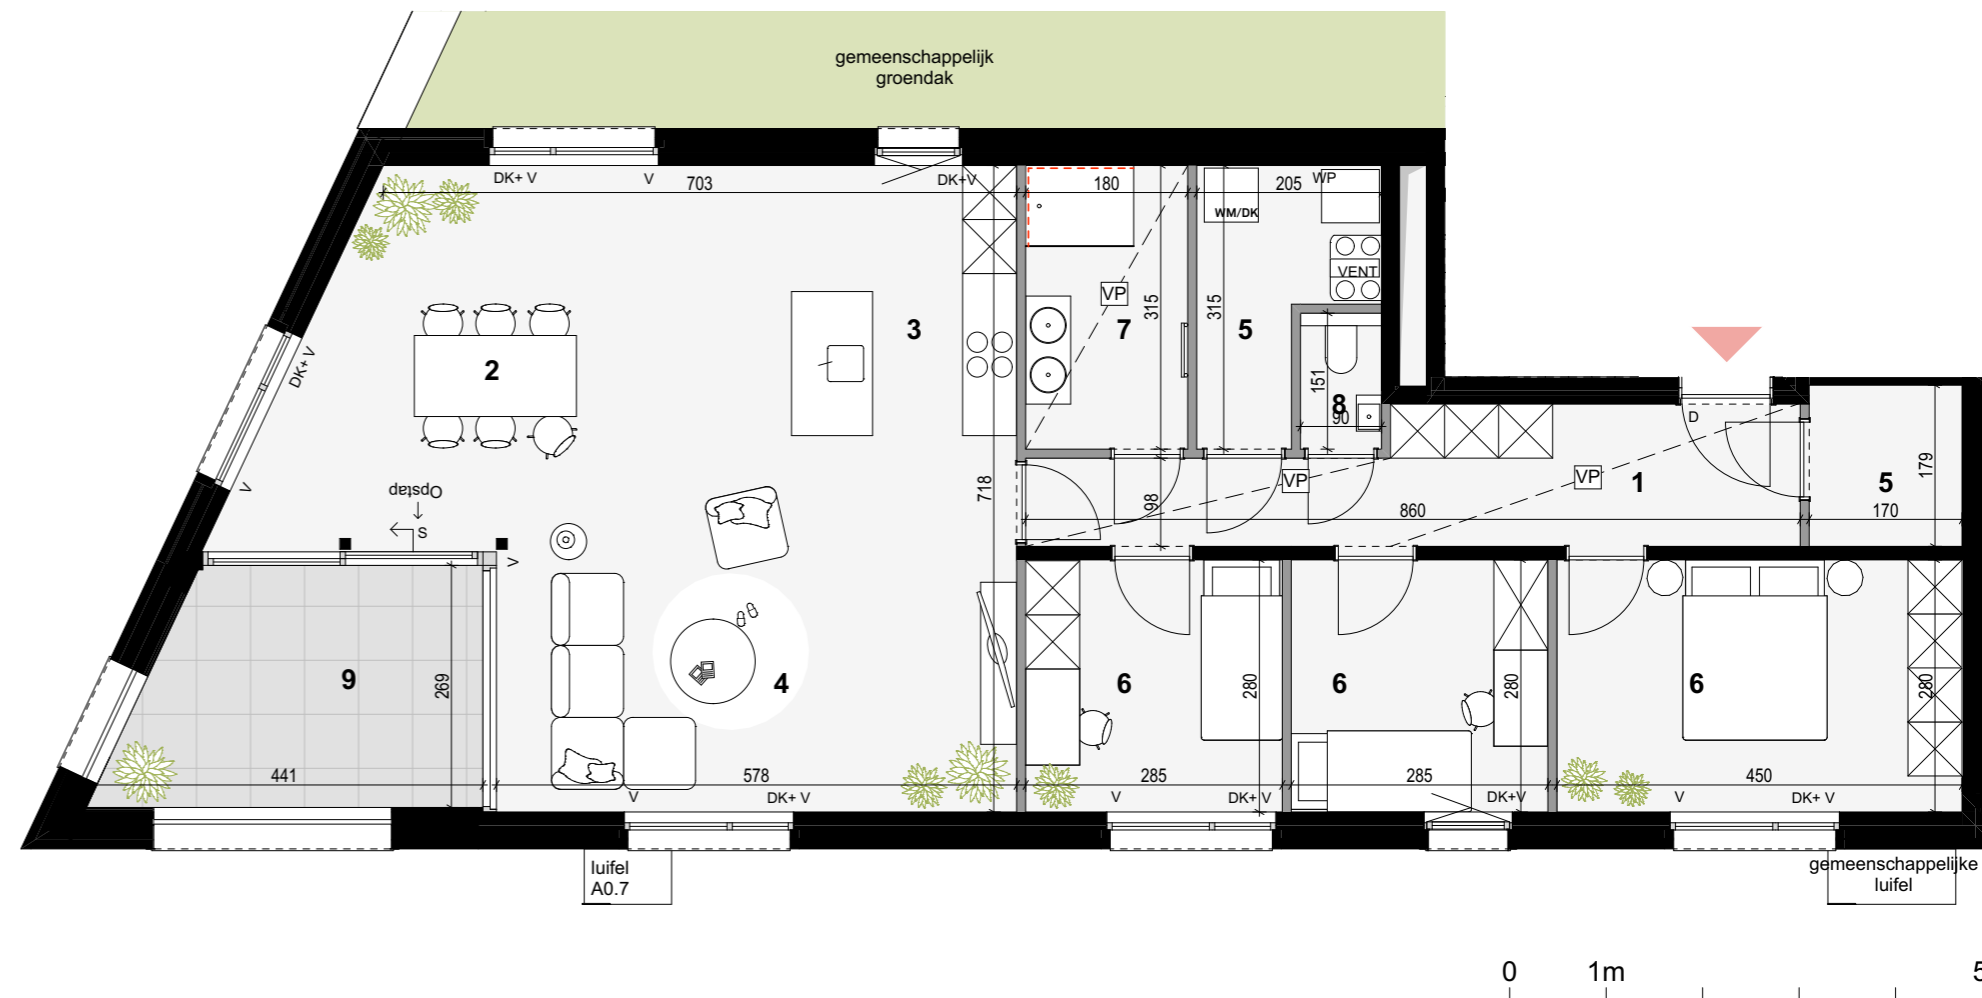 gemeenschappelijk
groendak
DK+ V
V
703
DK+V
180
205
WP
WM/DK
VENT
VP
315
315
3
7
5
2
DK+ V
151
8
90
D
V
Opstap
S
V
718
98
VP
VP
1
860
179
5
170
9
269
4
6
280
6
280
6
280
441
578
285
285
450
V
DK+ V
V
DK+ V
DK+V
V
DK+ V
luifel
A0.7
gemeenschappelijke
luifel
0 1m 5